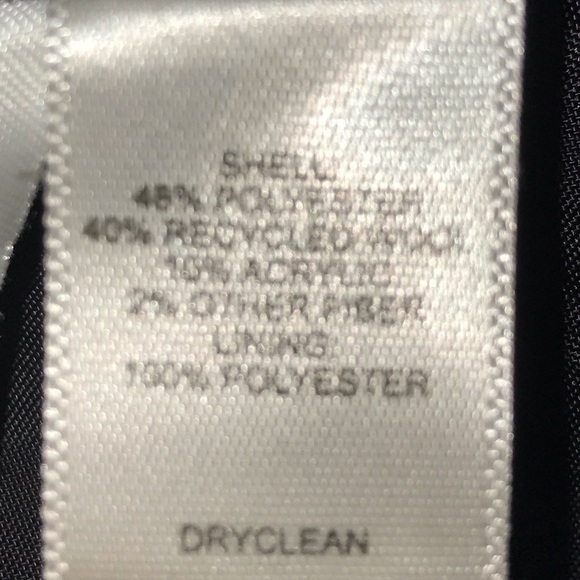 SHELL:
48% POLYESTER
40% RECYCLED WOOL
10% ACRYLIC
2% OTHER FIBER
LINING:
100% POLYESTER
DRYCLEAN